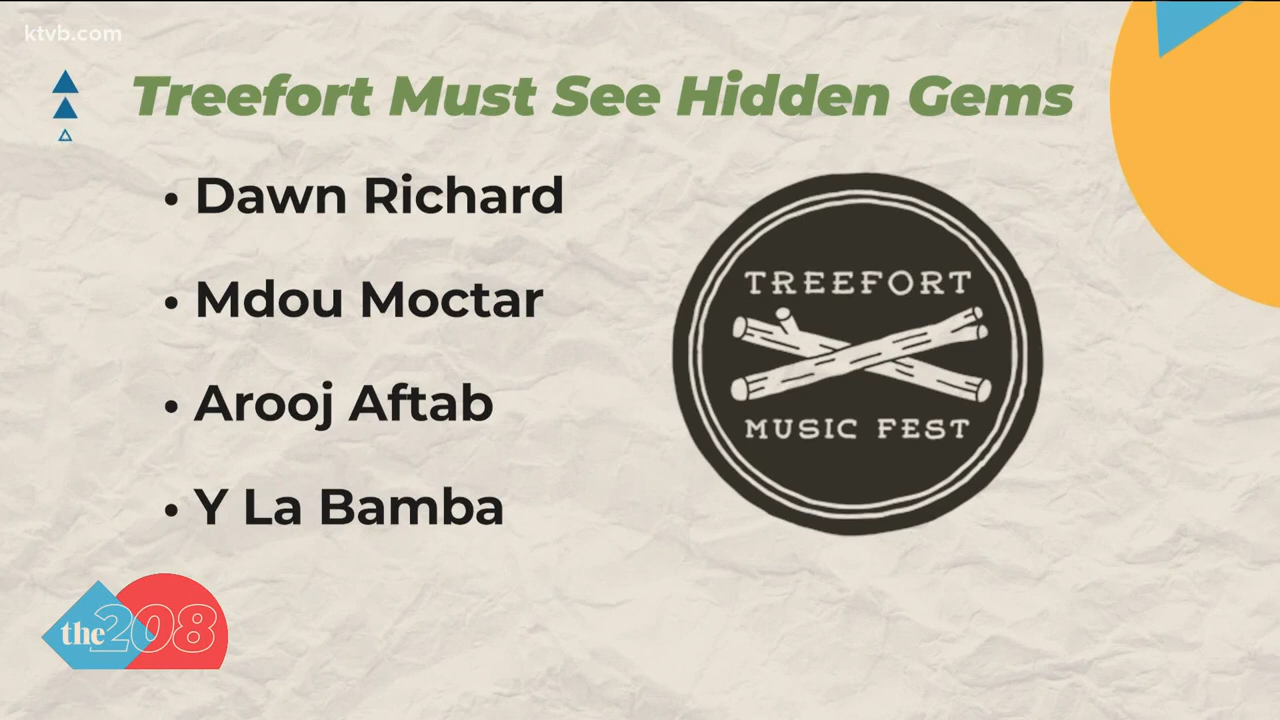 ktvb.com
Treefort Must See Hidden Gems
• Dawn Richard
• Mdou Moctar
• Arooj Aftab
• Y La Bamba
TREEFORT
MUSIC FEST
the208